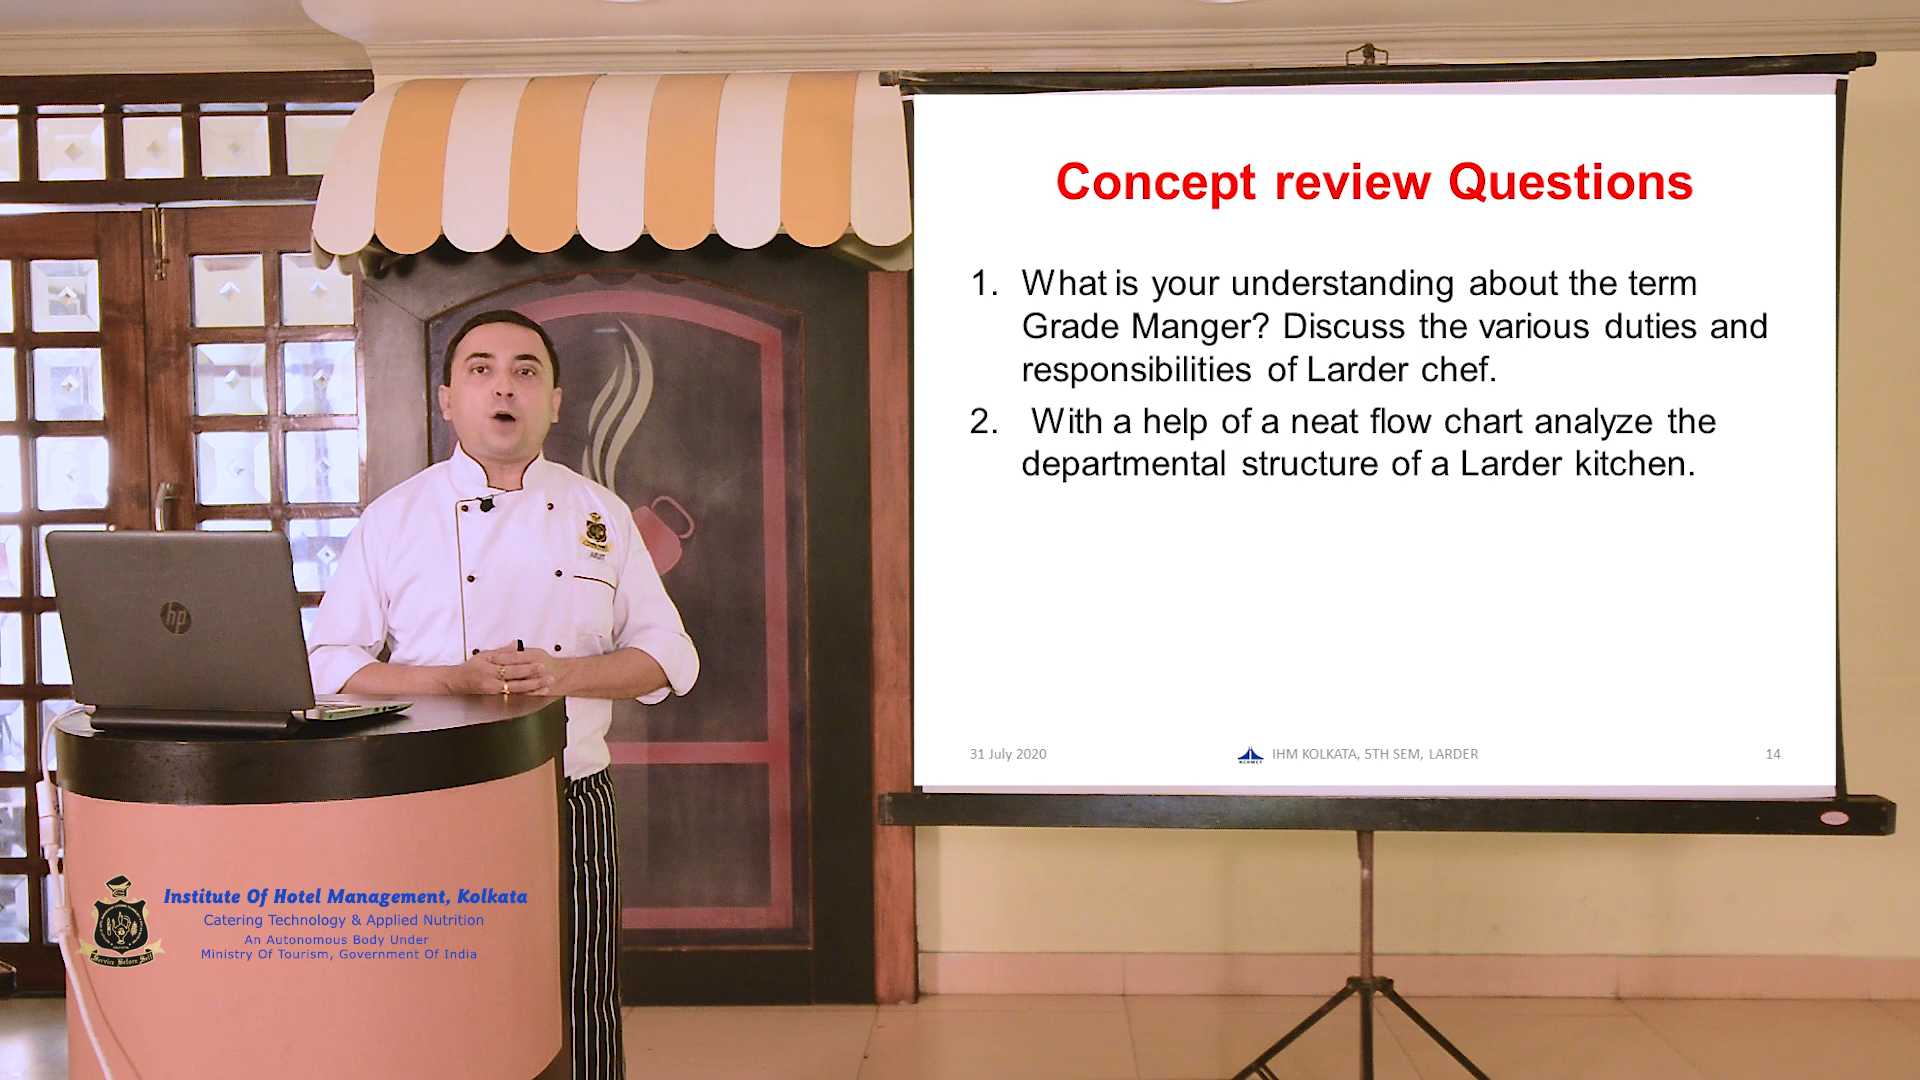 Concept review Questions
1. What is your understanding about the term
Grade Manger? Discuss the various duties and
responsibilities of Larder chef.
2. With a help of a neat flow chart analyze the
departmental structure of a Larder kitchen.
31 July 2020
IHM KOLKATA, 5TH SEM, LARDER
14
hp
Institute Of Hotel Management, Kolkata
Catering Technology & Applied Nutrition
An Autonomous Body Under
Ministry Of Tourism, Government Of India
Service Before Self